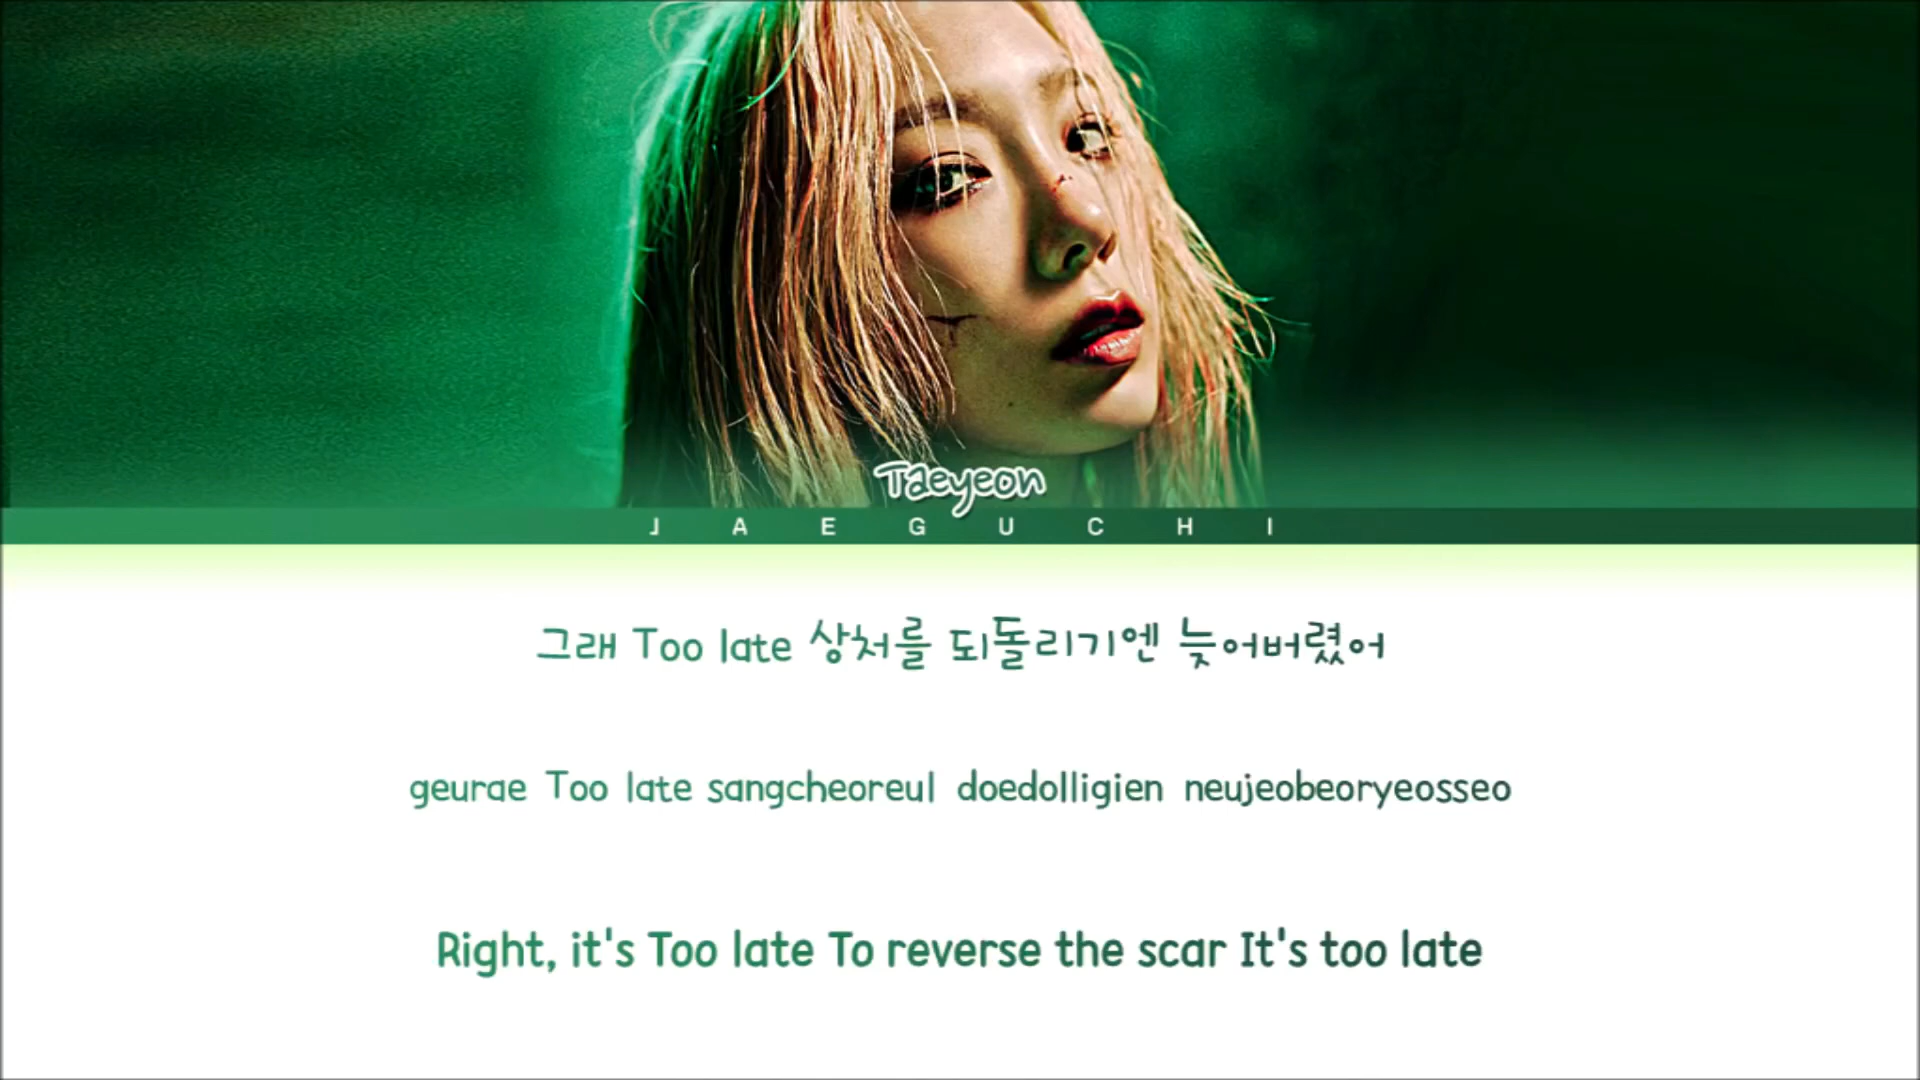 Taeyeon
JAEGUCHI
그래 Too late 상처를 되돌리기엔 늦어버렸어
geurae Too late sangcheoreul doedolligien neujeobeoryeosseo
Right, it's Too late To reverse the scar It's too late